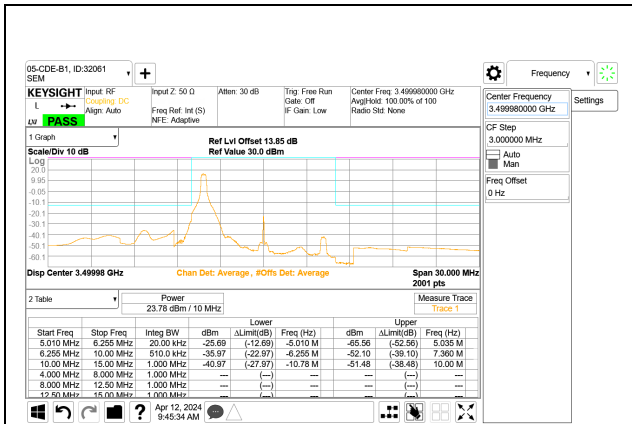 05-CDE-B1, ID:32061
SEM
Frequency
KEYSIGHT
L
LXI
PASS
Input: RF
Coupling: DC
Align: Auto
Input Z: 50 Ω
Freq Ref: Int (S)
NFE: Adaptive
Atten: 30 dB
Trig: Free Run
Gate: Off
IF Gain: Low
Center Freq: 3.499980000 GHz
Avg|Hold: 100.00% of 100
Radio Std: None
Center Frequency
3.499980000 GHz
Settings
CF Step
3.000000 MHz
Auto
Man
Freq Offset
0 Hz
1 Graph
Scale/Div 10 dB
Ref Lvl Offset 13.85 dB
Ref Value 30.0 dBm
Log
20.0
9.95
-0.05
-10.1
-20.1
-30.1
-40.1
-50.1
-60.1
Disp Center 3.49998 GHz
Chan Det: Average , #Offs Det: Average
Span 30.000 MHz
2001 pts
2 Table
Power
23.78 dBm / 10 MHz
Measure Trace
Trace 1
Lower Upper
Start Freq Stop Freq Integ BW dBm ΔLimit(dB) Freq (Hz) dBm ΔLimit(dB) Freq (Hz)
5.010 MHz 6.255 MHz 20.00 kHz -25.69 (-12.69) -5.010 M -65.56 (-52.56) 5.035 M
6.255 MHz 10.00 MHz 510.0 kHz -35.97 (-22.97) -6.255 M -52.10 (-39.10) 7.360 M
10.00 MHz 15.00 MHz 1.000 MHz -40.97 (-27.97) -10.78 M -51.48 (-38.48) 10.00 M
4.000 MHz 8.000 MHz 1.000 MHz --- (---) --- --- (---) ---
8.000 MHz 12.50 MHz 1.000 MHz --- (---) --- --- (---) ---
12.50 MHz 15.00 MHz 1.000 MHz --- (---) --- --- (---) ---
?
Apr 12, 2024
9:45:34 AM